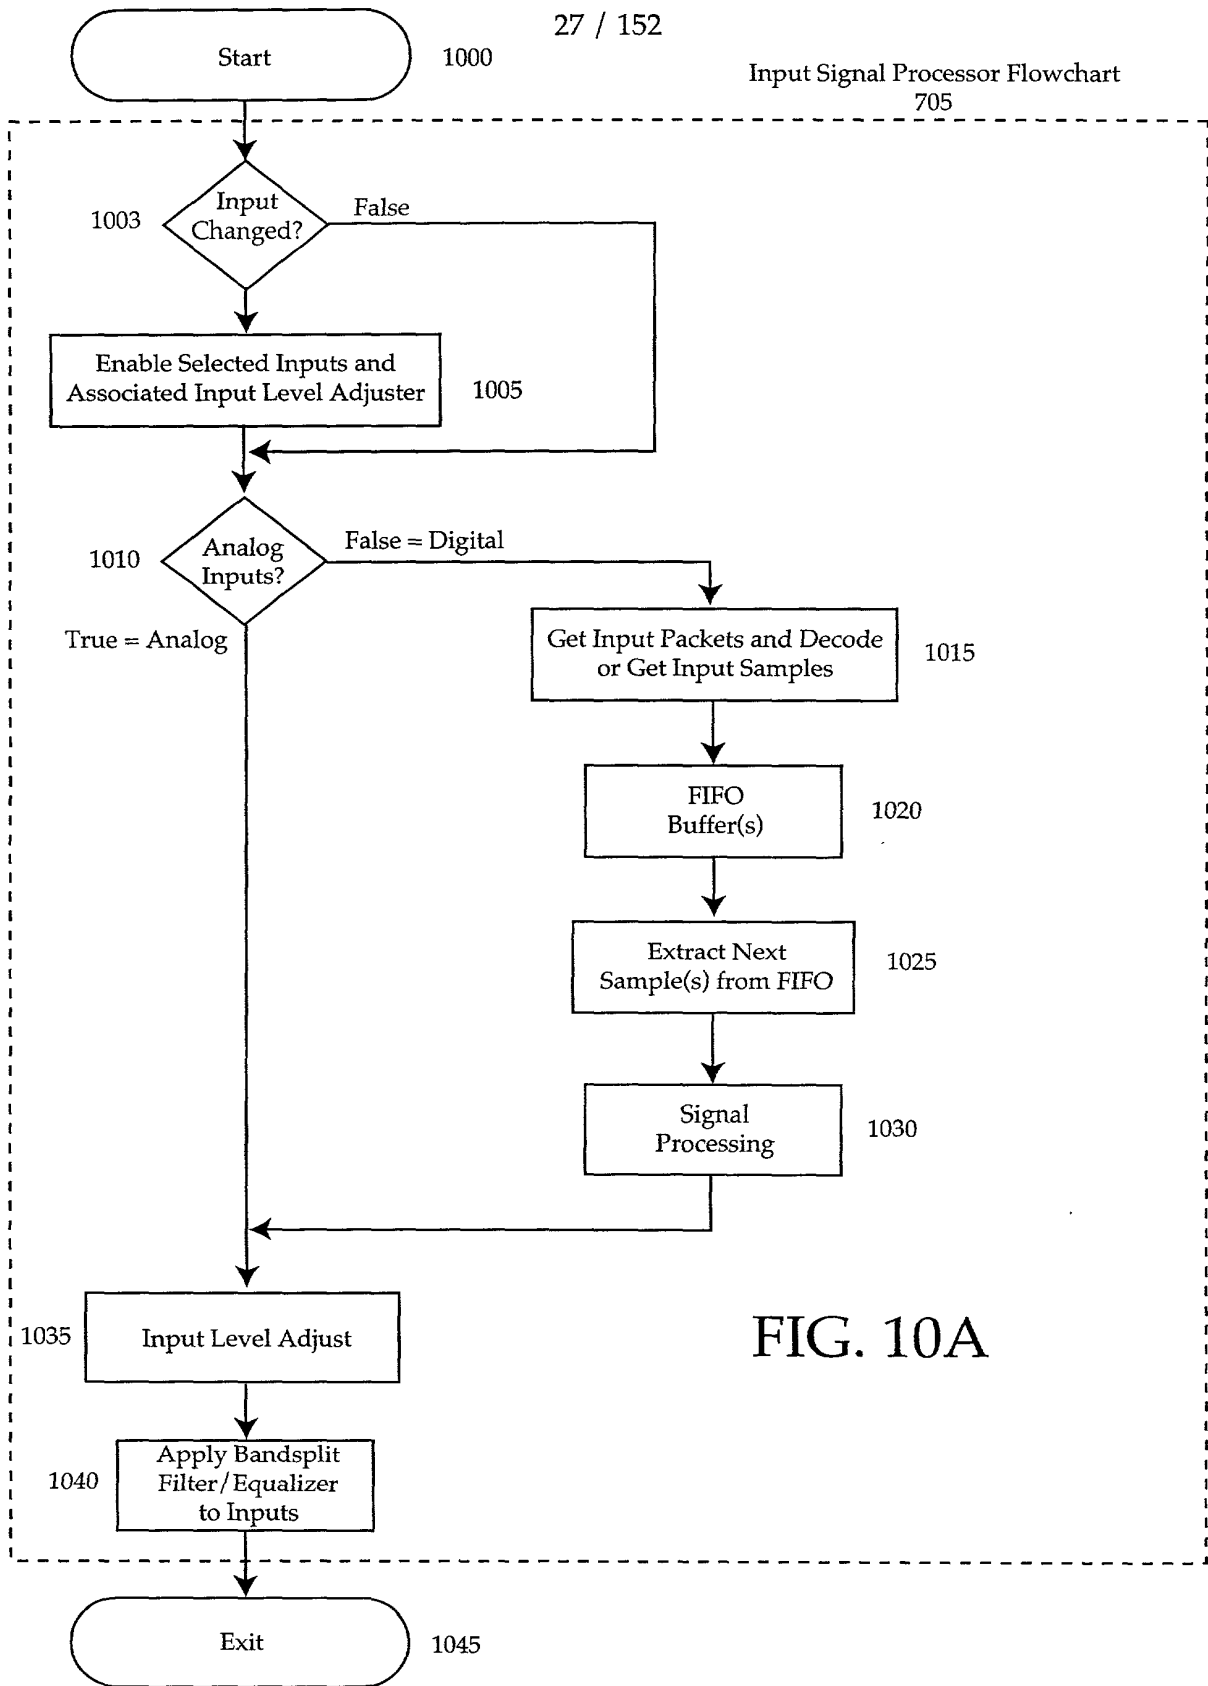 27 / 152
Start
1000
Input Signal Processor Flowchart
705
Input
Changed?
1003
False
Enable Selected Inputs and
Associated Input Level Adjuster
1005
Analog
Inputs?
1010
False = Digital
True = Analog
Get Input Packets and Decode
or Get Input Samples
1015
FIFO
Buffer(s)
1020
Extract Next
Sample(s) from FIFO
1025
Signal
Processing
1030
1035
Input Level Adjust
FIG. 10A
1040
Apply Bandsplit
Filter/Equalizer
to Inputs
Exit
1045